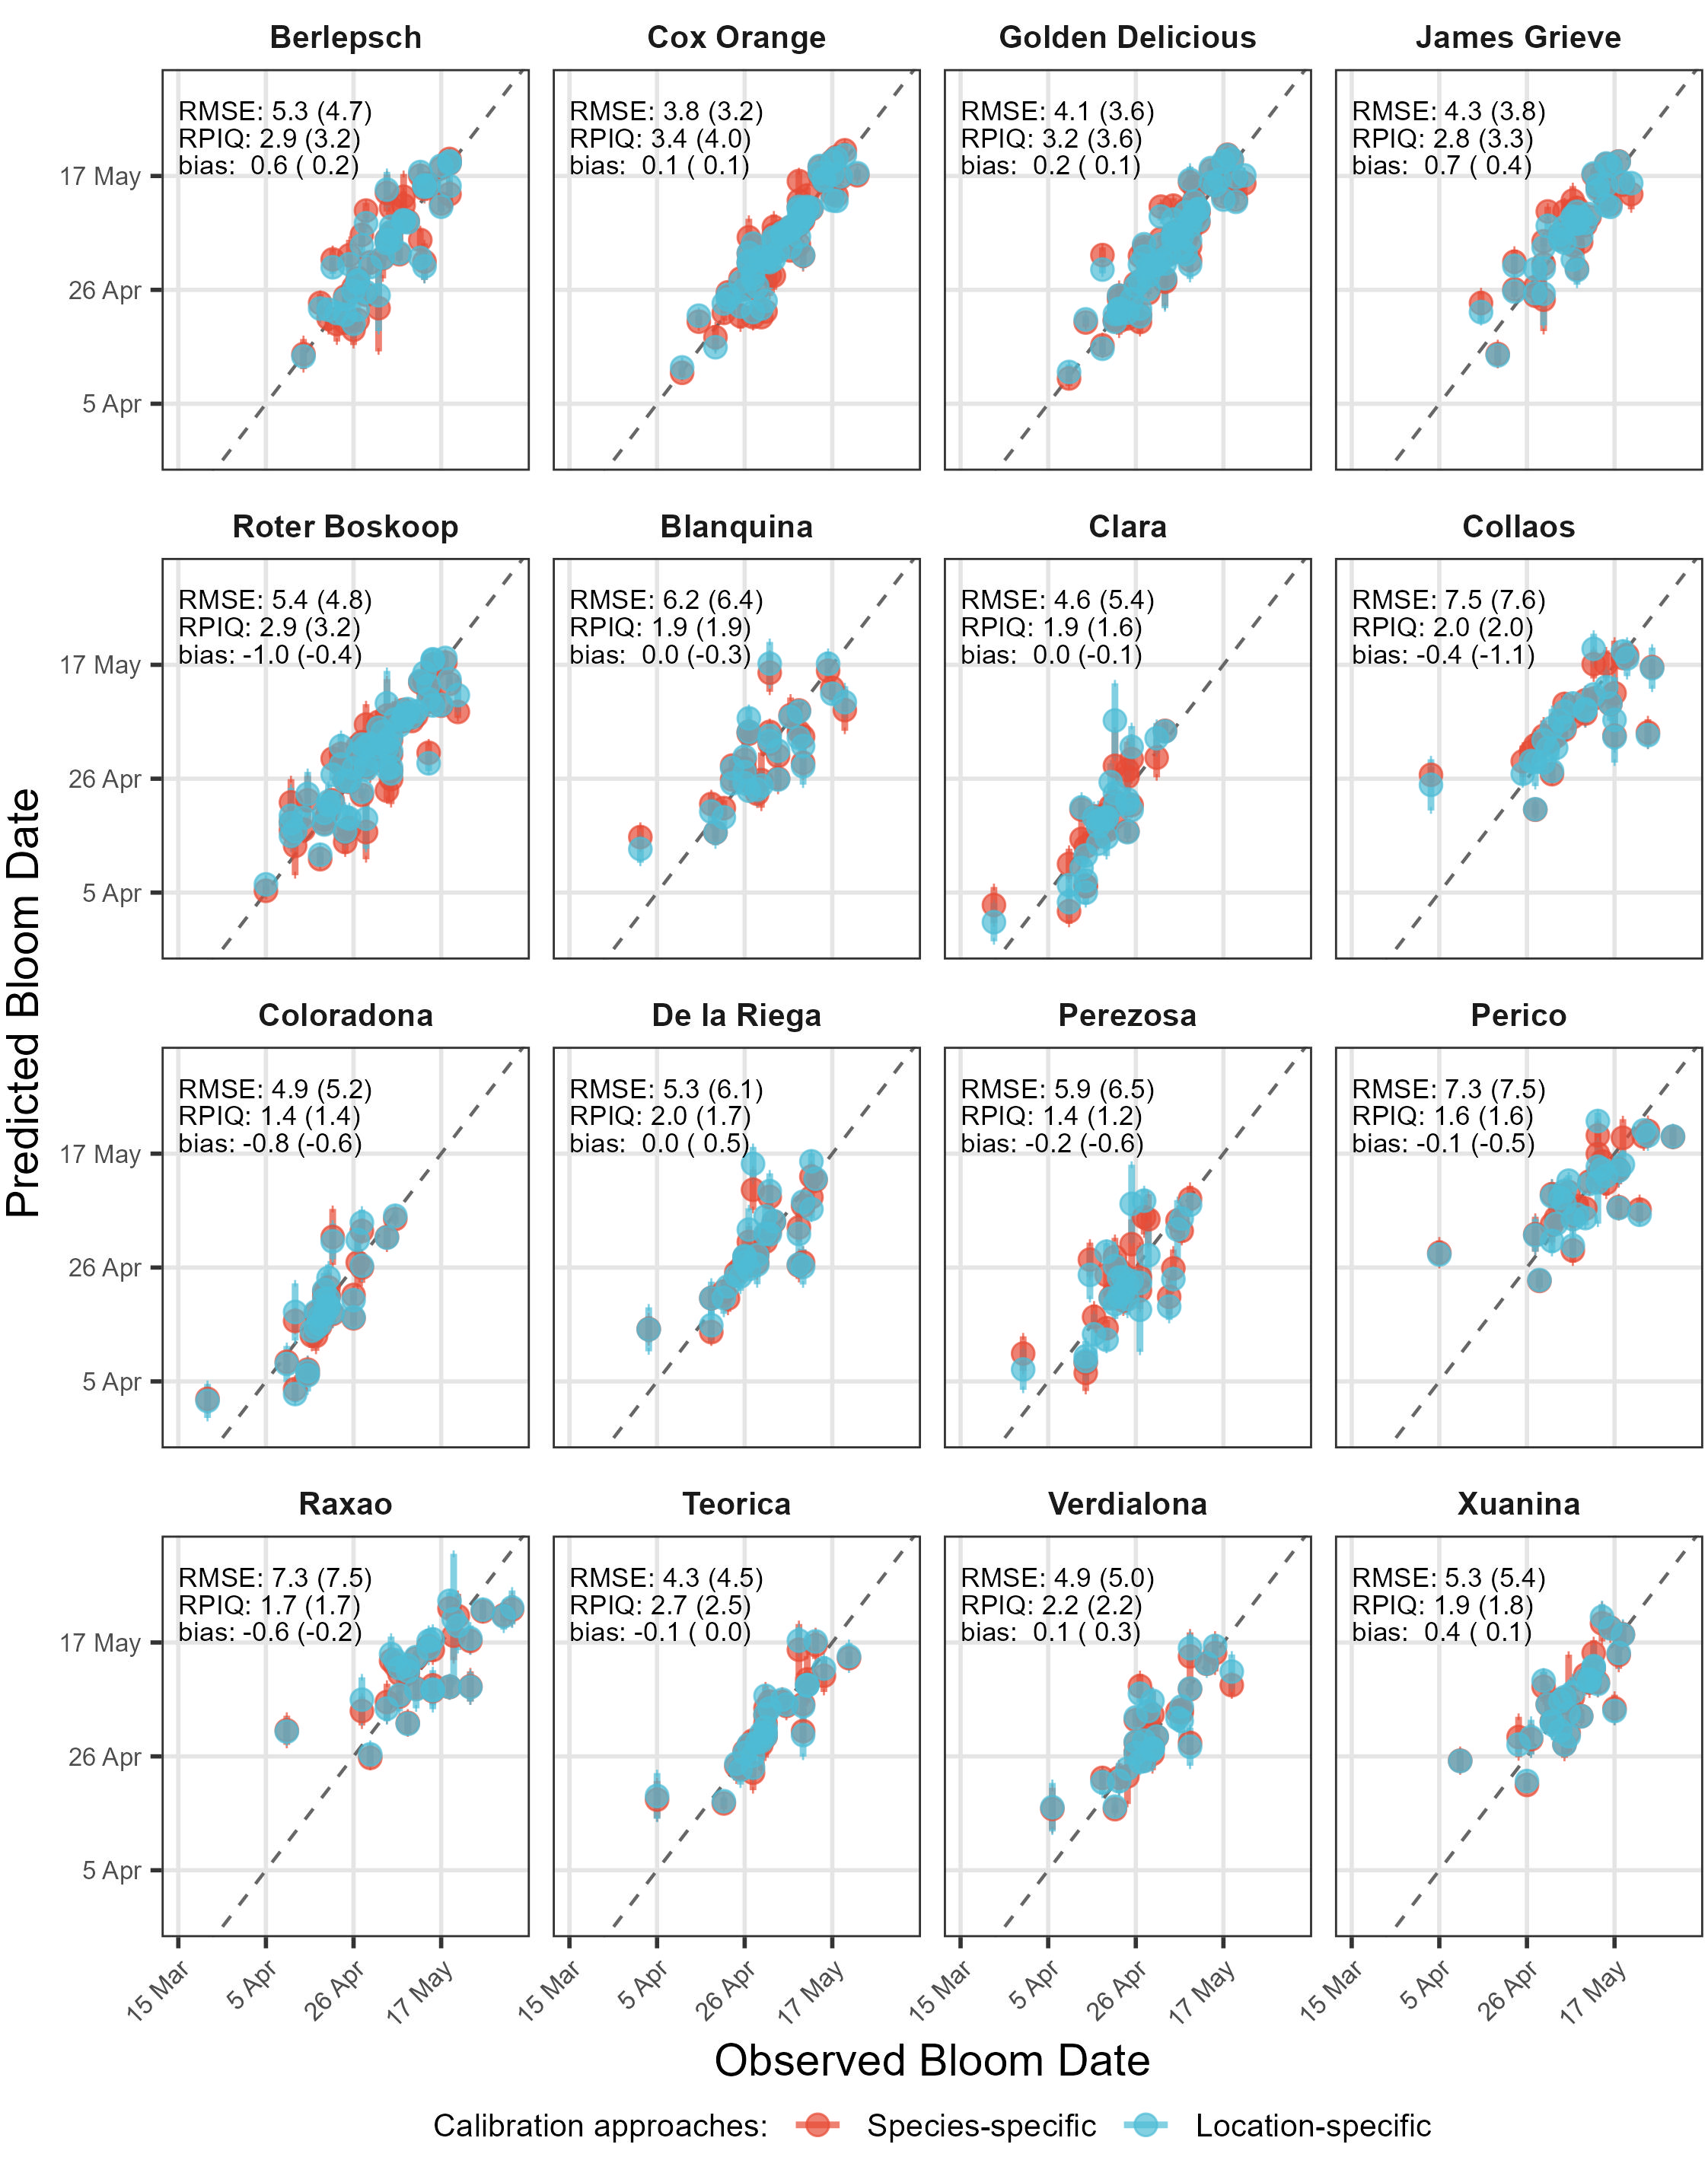 Berlepsch
Cox Orange
Golden Delicious
James Grieve
RMSE: 5.3 (4.7)
RPIQ: 2.9 (3.2)
bias:  0.6 ( 0.2)
RMSE: 3.8 (3.2)
RPIQ: 3.4 (4.0)
bias:  0.1 ( 0.1)
RMSE: 4.1 (3.6)
RPIQ: 3.2 (3.6)
bias:  0.2 ( 0.1)
RMSE: 4.3 (3.8)
RPIQ: 2.8 (3.3)
bias:  0.7 ( 0.4)
17 May
26 Apr
5 Apr
Roter Boskoop
Blanquina
Clara
Collaos
RMSE: 5.4 (4.8)
RPIQ: 2.9 (3.2)
bias: -1.0 (-0.4)
RMSE: 6.2 (6.4)
RPIQ: 1.9 (1.9)
bias:  0.0 (-0.3)
RMSE: 4.6 (5.4)
RPIQ: 1.9 (1.6)
bias:  0.0 (-0.1)
RMSE: 7.5 (7.6)
RPIQ: 2.0 (2.0)
bias: -0.4 (-1.1)
17 May
26 Apr
5 Apr
Predicted Bloom Date
Coloradona
De la Riega
Perezosa
Perico
RMSE: 4.9 (5.2)
RPIQ: 1.4 (1.4)
bias: -0.8 (-0.6)
RMSE: 5.3 (6.1)
RPIQ: 2.0 (1.7)
bias:  0.0 ( 0.5)
RMSE: 5.9 (6.5)
RPIQ: 1.4 (1.2)
bias: -0.2 (-0.6)
RMSE: 7.3 (7.5)
RPIQ: 1.6 (1.6)
bias: -0.1 (-0.5)
17 May
26 Apr
5 Apr
Raxao
Teorica
Verdialona
Xuanina
RMSE: 7.3 (7.5)
RPIQ: 1.7 (1.7)
bias: -0.6 (-0.2)
RMSE: 4.3 (4.5)
RPIQ: 2.7 (2.5)
bias: -0.1 ( 0.0)
RMSE: 4.9 (5.0)
RPIQ: 2.2 (2.2)
bias:  0.1 ( 0.3)
RMSE: 5.3 (5.4)
RPIQ: 1.9 (1.8)
bias:  0.4 ( 0.1)
17 May
26 Apr
5 Apr
15 Mar
5 Apr
26 Apr
17 May
15 Mar
5 Apr
26 Apr
17 May
15 Mar
5 Apr
26 Apr
17 May
15 Mar
5 Apr
26 Apr
17 May
Observed Bloom Date
Calibration approaches: Species-specific Location-specific